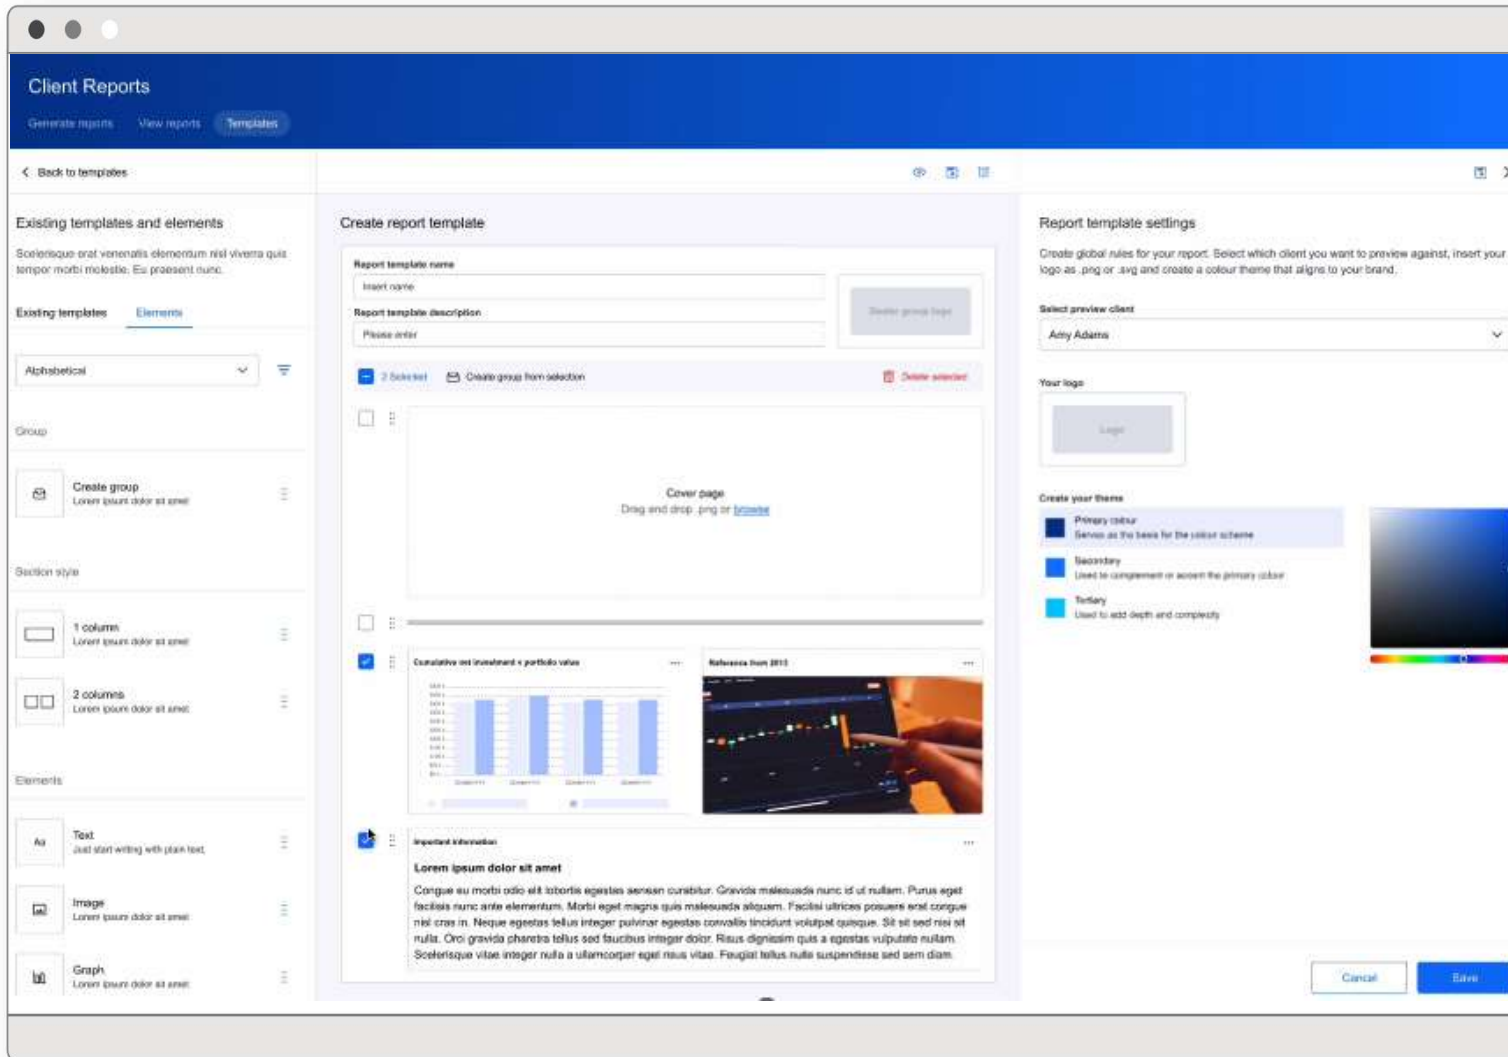 Client Reports
Generate reports View reports Templates
Back to templates
Existing templates and elements
Scelerisque erat venenatis elementum nisl viverra quis
tempor morbi molestie. Eu praesent nunc.
Existing templates Elements
Alphabetical
Group
Create group
Lorem ipsum dolor sit amet
Section style
1 column
Lorem ipsum dolor sit amet
2 columns
Lorem ipsum dolor sit amet
Elements
Aa
Text
Just start writing with plain text.
Image
Lorem ipsum dolor sit amet
Graph
Lorem ipsum dolor sit amet
Create report template
Report template name
Insert name
Report template description
Please enter
Dealer group logo
2 Selected Create group from selection Delete selected
Cover page
Drag and drop .png or browse
Cumulative net investment v portfolio value
Reference from 2013
Important information
Lorem ipsum dolor sit amet
Congue eu morbi odio elit lobortis egestas aenean curabitur. Gravida malesuada nunc id ut nullam. Purus eget
facilisis nunc ante elementum. Morbi eget magna quis malesuada aliquam. Facilisi ultrices posuere erat congue
nisl cras in. Neque egestas tellus integer pulvinar egestas convallis tincidunt volutpat quisque. Sit sit sed nisi sit
nulla. Orci gravida pharetra tellus sed faucibus integer dolor. Risus dignissim quis a egestas vulputate nullam.
Scelerisque vitae integer nulla a ullamcorper eget risus vitae. Feugiat tellus nulla suspendisse sed sem diam.
Report template settings
Create global rules for your report. Select which client you want to preview against, insert your
logo as .png or .svg and create a colour theme that aligns to your brand.
Select preview client
Amy Adams
Your logo
Logo
Create your theme
Primary colour
Serves as the basis for the colour scheme
Secondary
Used to complement or accent the primary colour
Tertiary
Used to add depth and complexity
Cancel Save